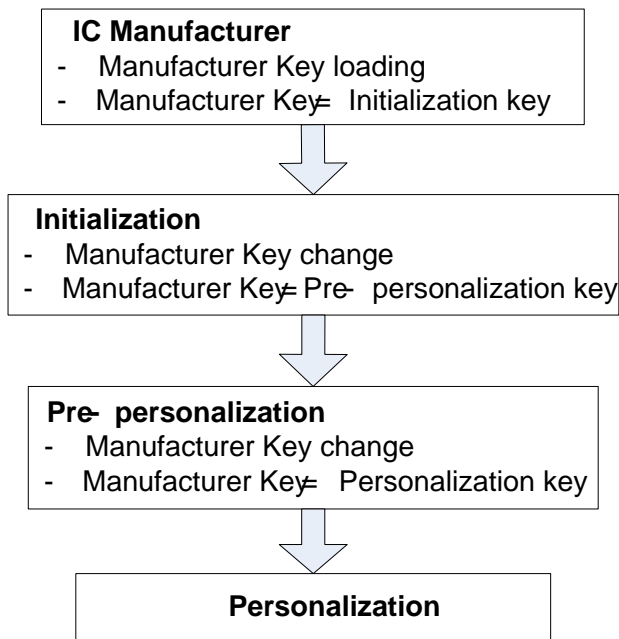 IC Manufacturer
- Manufacturer Key loading
- Manufacturer Key= Initialization key
Initialization
- Manufacturer Key change
- Manufacturer Key= Pre- personalization key
Pre- personalization
- Manufacturer Key change
- Manufacturer Key= Personalization key
Personalization